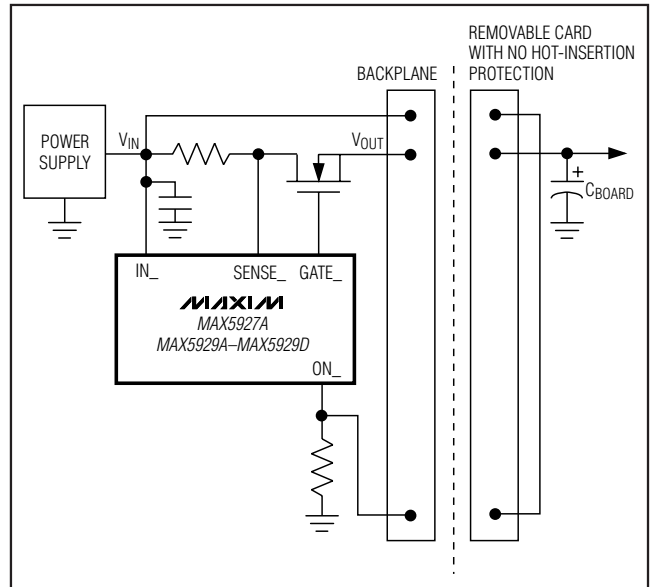 REMOVABLE CARD
WITH NO HOT-INSERTION
PROTECTION
BACKPLANE
POWER
SUPPLY
VIN
VOUT
+
CBOARD
IN_
SENSE_
GATE_
MAXIM
MAX5927A
MAX5929A–MAX5929D
ON_